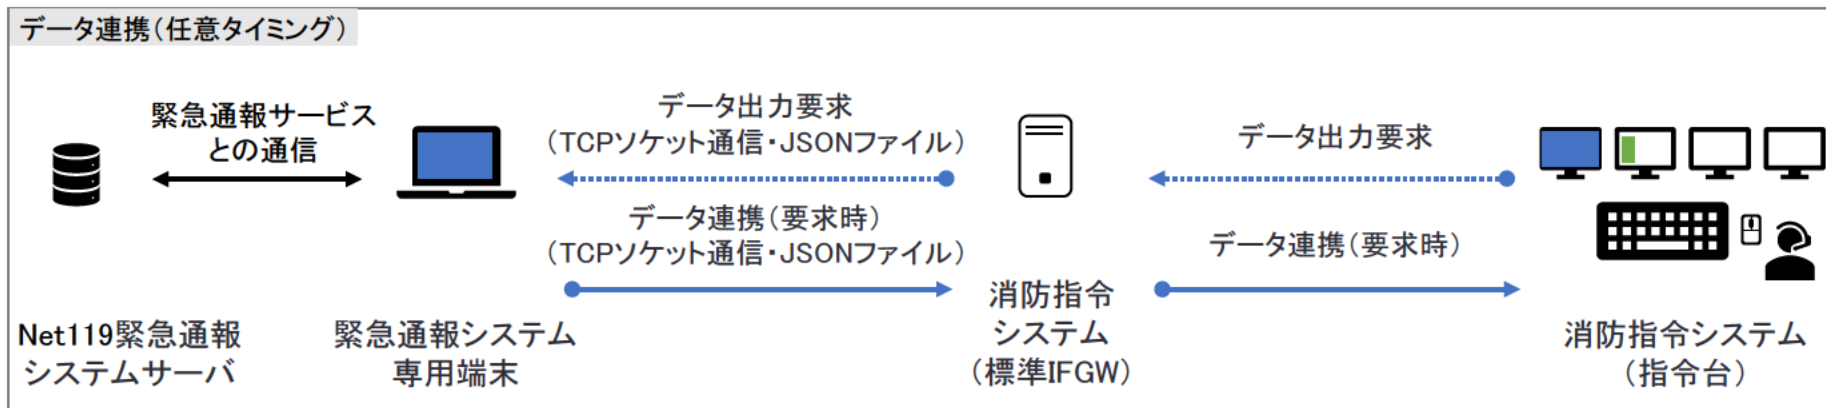 データ連携(任意タイミング)
緊急通報サービス
との通信
データ出力要求
(TCPソケット通信・JSONファイル)
データ連携(要求時)
(TCPソケット通信・JSONファイル)
データ出力要求
データ連携(要求時)
Net119緊急通報
システムサーバ
緊急通報システム
専用端末
消防指令
システム
(標準IFGW)
消防指令システム
(指令台)